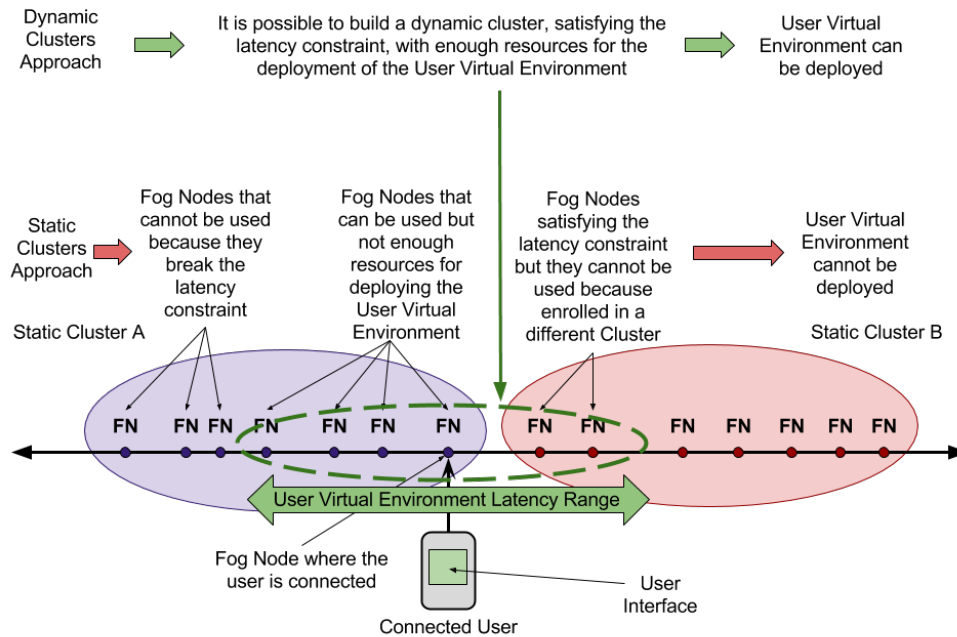 Dynamic
Clusters
Approach
It is possible to build a dynamic cluster, satisfying the
latency constraint, with enough resources for the
deployment of the User Virtual Environment
User Virtual
Environment can
be deployed
Static
Clusters
Approach
Fog Nodes that
cannot be used
because they
break the
latency
constraint
Fog Nodes that
can be used but
not enough
resources for
deploying the
User Virtual
Environment
Fog Nodes
satisfying the
latency constraint
but they cannot be
used because
enrolled in a
different Cluster
User Virtual
Environment
cannot be
deployed
Static Cluster A
Static Cluster B
FN FN FN FN FN FN FN FN FN FN FN FN FN FN
User Virtual Environment Latency Range
Fog Node where the
user is connected
User
Interface
Connected User